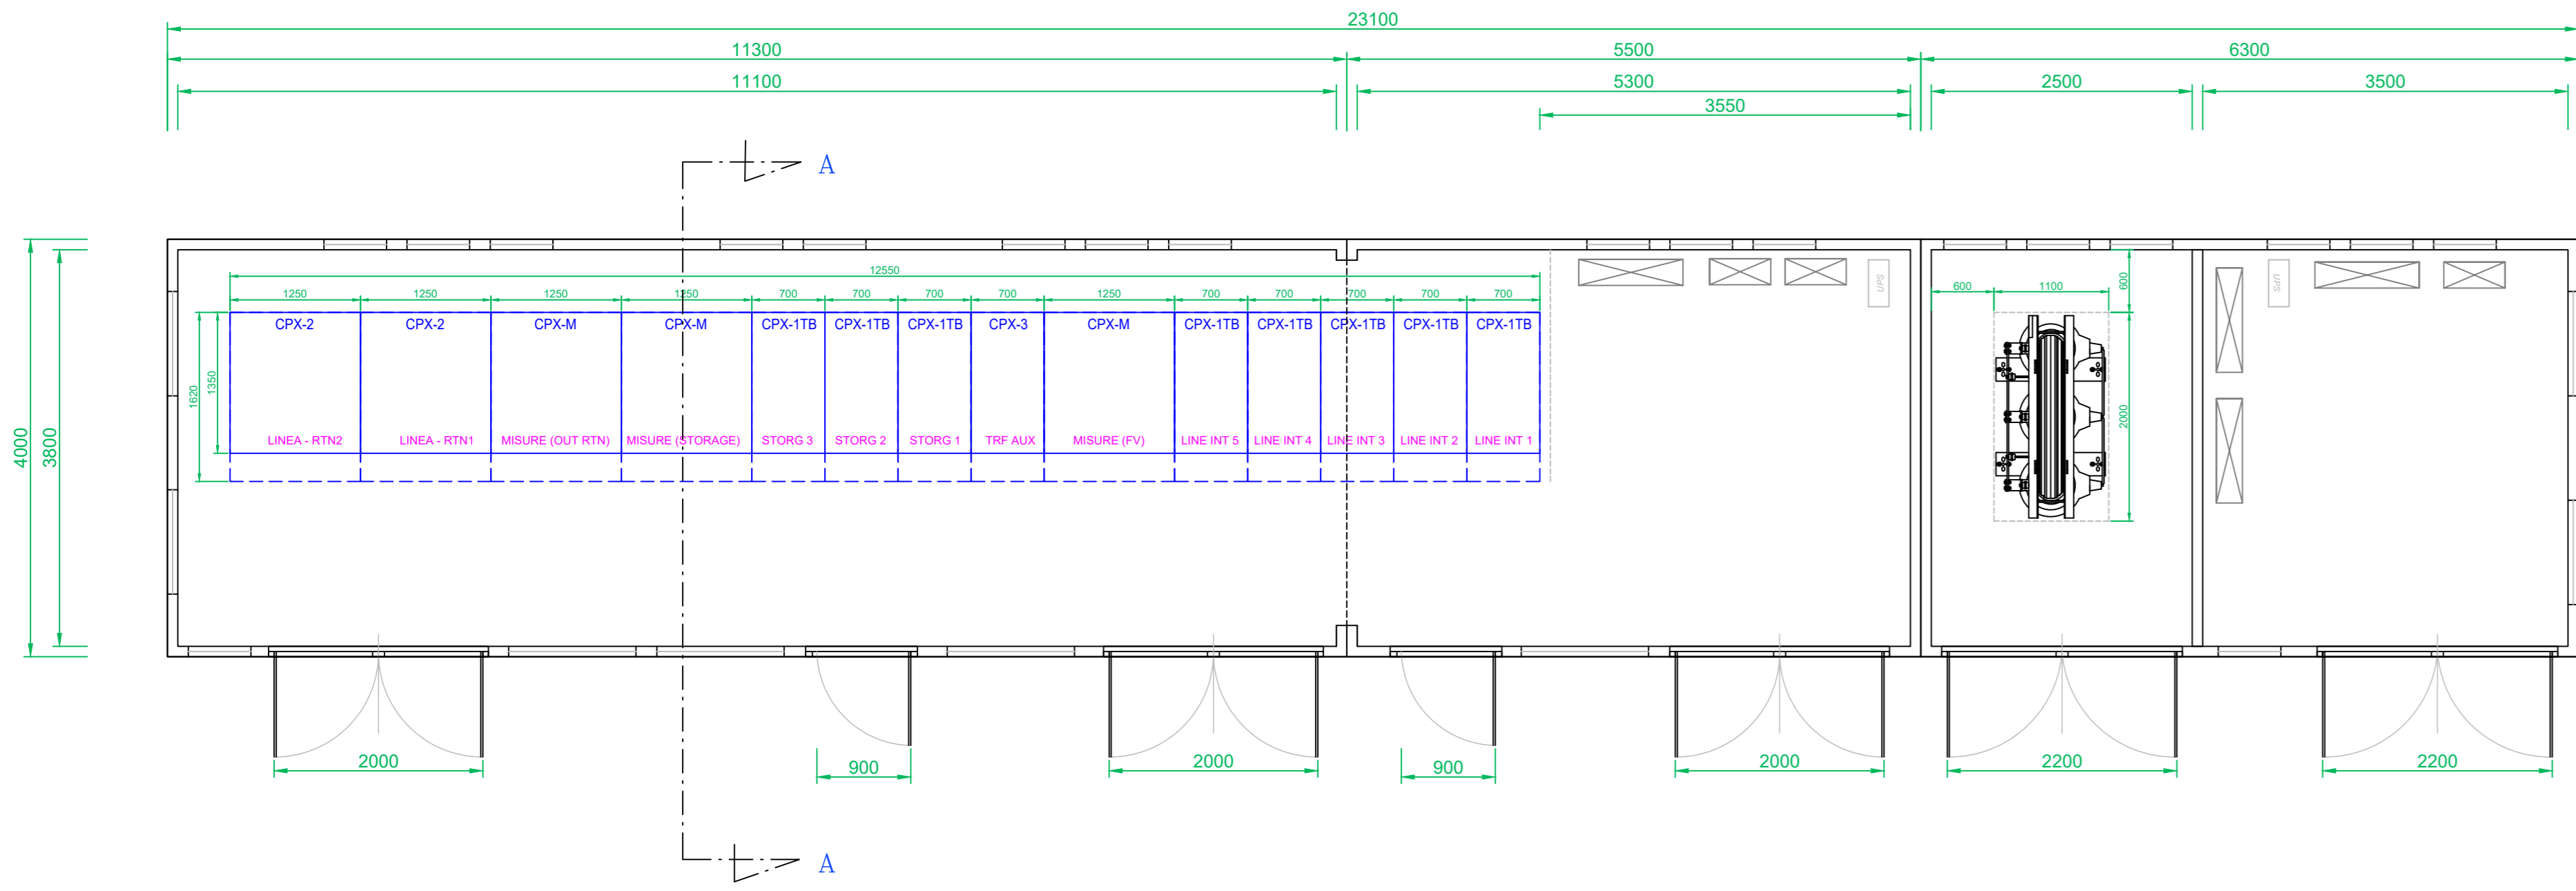 23100
11300 5500 6300
11100 5300 2500 3500
3550
A
12550
1250 1250 1250 1250 700 700 700 700 1250 700 700 700 700 700
CPX-2 CPX-2 CPX-M CPX-M CPX-1TB CPX-1TB CPX-1TB CPX-3 CPX-M CPX-1TB CPX-1TB CPX-1TB CPX-1TB CPX-1TB
LINEA - RTN2 LINEA - RTN1 MISURE (OUT RTN) MISURE (STORAGE) STORG 3 STORG 2 STORG 1 TRF AUX MISURE (FV) LINE INT 5 LINE INT 4 LINE INT 3 LINE INT 2 LINE INT 1
4000
3800
1620
1350
UPS
600 1100
600
2000
UPS
2000 900 2000 900 2000 2200 2200
A